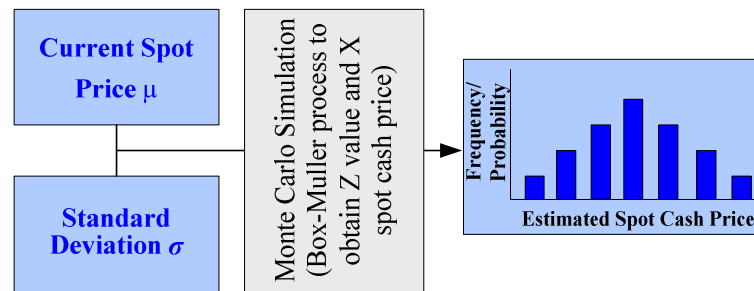 Current Spot
Price μ
Standard
Deviation σ
Monte Carlo Simulation
(Box-Muller process to
obtain Z value and X
spot cash price)
Frequency/
Probability
Estimated Spot Cash Price